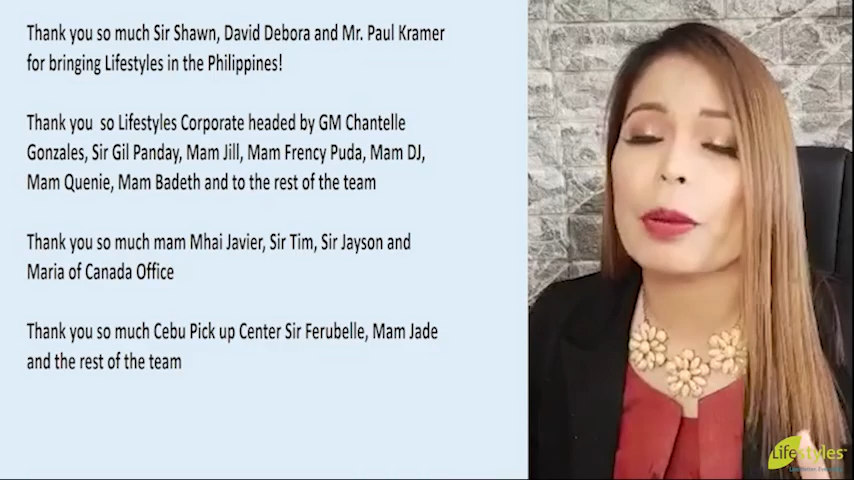 Thank you so much Sir Shawn, David Debora and Mr. Paul Kramer
for bringing Lifestyles in the Philippines!
Thank you  so Lifestyles Corporate headed by GM Chantelle
Gonzales, Sir Gil Panday, Mam Jill, Mam Frency Puda, Mam DJ,
Mam Quenie, Mam Badeth and to the rest of the team
Thank you so much mam Mhai Javier, Sir Tim, Sir Jayson and
Maria of Canada Office
Thank you so much Cebu Pick up Center Sir Ferubelle, Mam Jade
and the rest of the team
Lifestyles